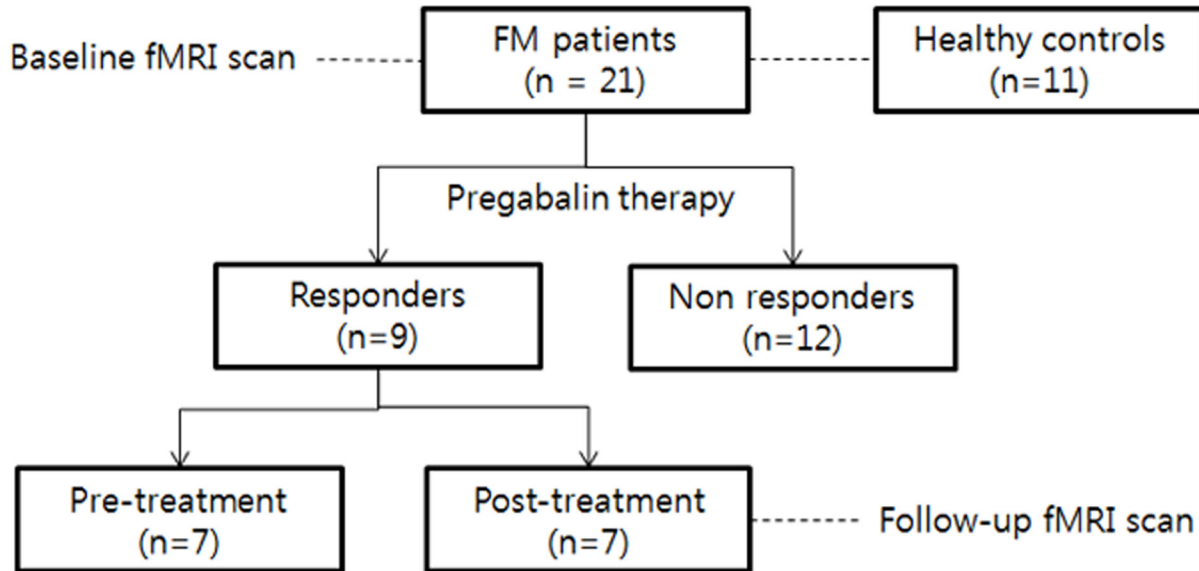 Baseline fMRI scan
FM patients
(n = 21)
Healthy controls
(n=11)
Pregabalin therapy
Responders
(n=9)
Non responders
(n=12)
Pre-treatment
(n=7)
Post-treatment
(n=7)
Follow-up fMRI scan